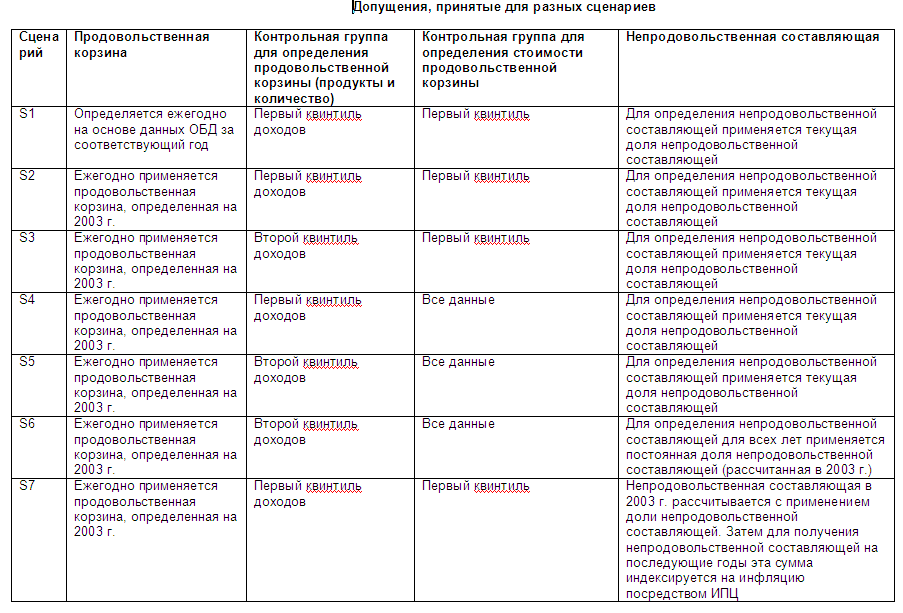 Допущения, принятые для разных сценариев
Сцена
рий
Продовольственная
корзина
Контрольная группа
для определения
продовольственной
корзины (продукты и
количество)
Контрольная группа для
определения стоимости
продовольственной
корзины
Непродовольственная составляющая
S1
Определяется ежегодно
на основе данных ОБД за
соответствующий год
Первый квинтиль
доходов
Первый квинтиль
Для определения непродовольственной
составляющей применяется текущая
доля непродовольственной
составляющей
S2
Ежегодно применяется
продовольственная
корзина, определенная на
2003 г.
Первый квинтиль
доходов
Первый квинтиль
Для определения непродовольственной
составляющей применяется текущая
доля непродовольственной
составляющей
S3
Ежегодно применяется
продовольственная
корзина, определенная на
2003 г.
Второй квинтиль
доходов
Первый квинтиль
Для определения непродовольственной
составляющей применяется текущая
доля непродовольственной
составляющей
S4
Ежегодно применяется
продовольственная
корзина, определенная на
2003 г.
Первый квинтиль
доходов
Все данные
Для определения непродовольственной
составляющей применяется текущая
доля непродовольственной
составляющей
S5
Ежегодно применяется
продовольственная
корзина, определенная на
2003 г.
Второй квинтиль
доходов
Все данные
Для определения непродовольственной
составляющей применяется текущая
доля непродовольственной
составляющей
S6
Ежегодно применяется
продовольственная
корзина, определенная на
2003 г.
Второй квинтиль
доходов
Все данные
Для определения непродовольственной
составляющей для всех лет применяется
постоянная доля непродовольственной
составляющей (рассчитанная в 2003 г.)
S7
Ежегодно применяется
продовольственная
корзина, определенная на
2003 г.
Первый квинтиль
доходов
Первый квинтиль
Непродовольственная составляющая в
2003 г. рассчитывается с применением
доли непродовольственной
составляющей. Затем для получения
непродовольственной составляющей на
последующие годы эта сумма
индексируется на инфляцию
посредством ИПЦ